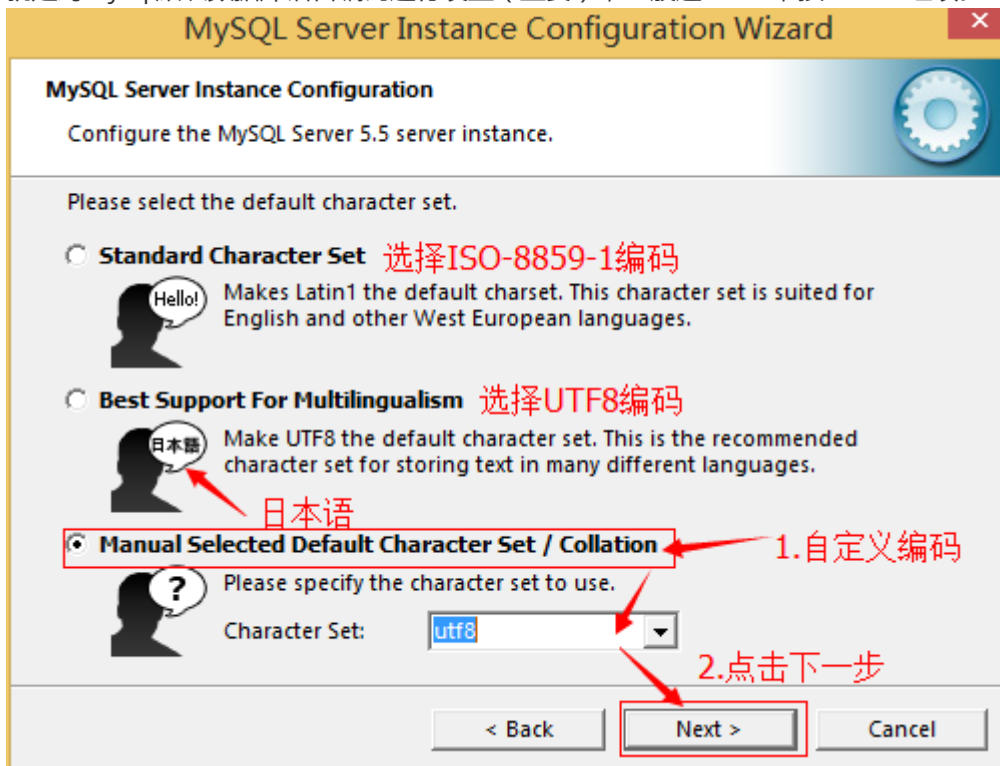 MySQL Server Instance Configuration Wizard
MySQL Server Instance Configuration
Configure the MySQL Server 5.5 server instance.
Please select the default character set.
Standard Character Set 选择ISO-8859-1编码
Hello!
Makes Latin1 the default charset. This character set is suited for
English and other West European languages.
Best Support For Multilingualism 选择UTF8编码
日本語
Make UTF8 the default character set. This is the recommended
character set for storing text in many different languages.
日本语
Manual Selected Default Character Set / Collation 1.自定义编码
?
Please specify the character set to use.
Character Set: utf8
2.点击下一步
< Back Next > Cancel